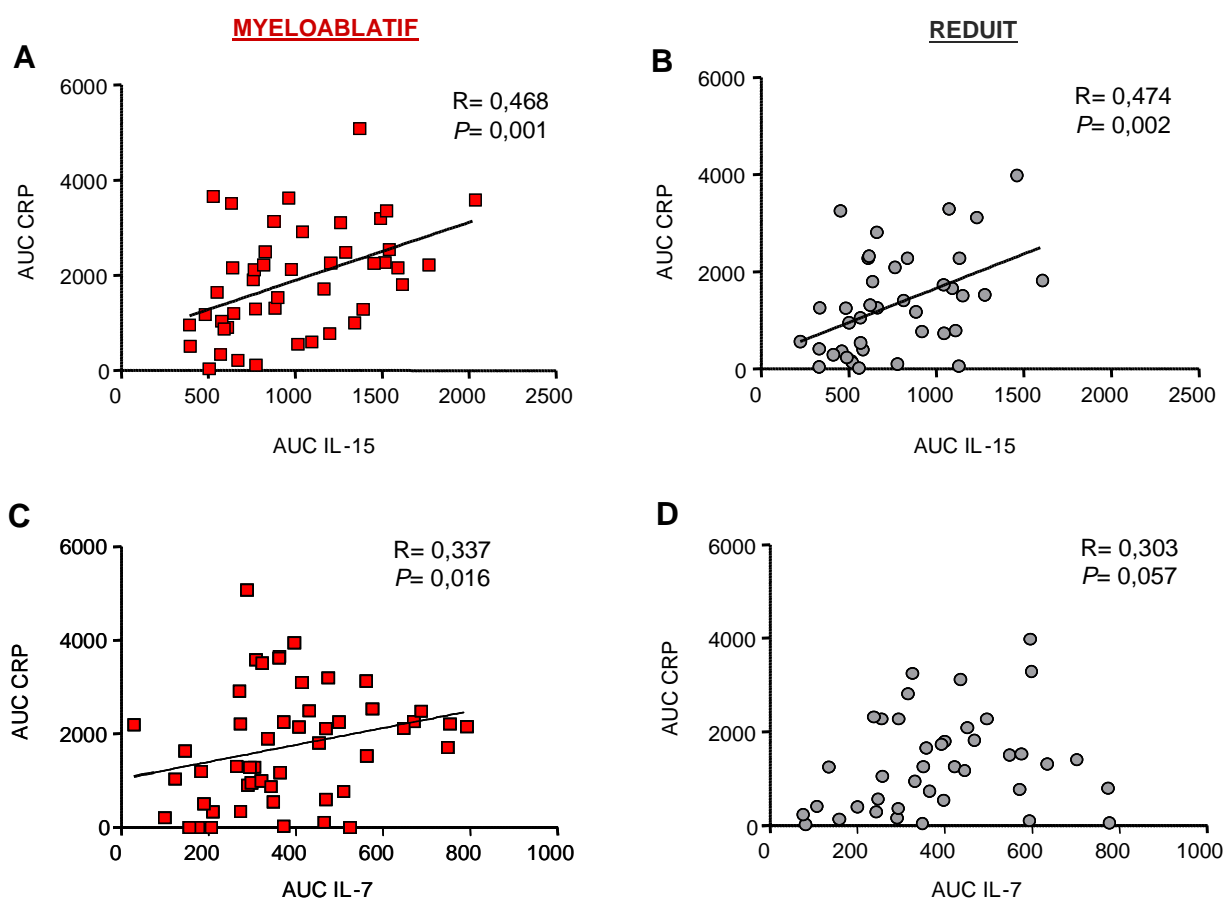 MYELOABLATIF
REDUIT
A
6000
4000
2000
0
AUC CRP
R= 0,468
P= 0,001
0
500
1000
1500
2000
2500
AUC IL-15
B
6000
4000
2000
0
AUC CRP
R= 0,474
P= 0,002
0
500
1000
1500
2000
2500
AUC IL-15
C
6000
4000
2000
0
AUC CRP
R= 0,337
P= 0,016
0
200
400
600
800
1000
AUC IL-7
D
6000
4000
2000
0
AUC CRP
R= 0,303
P= 0,057
0
200
400
600
800
1000
AUC IL-7